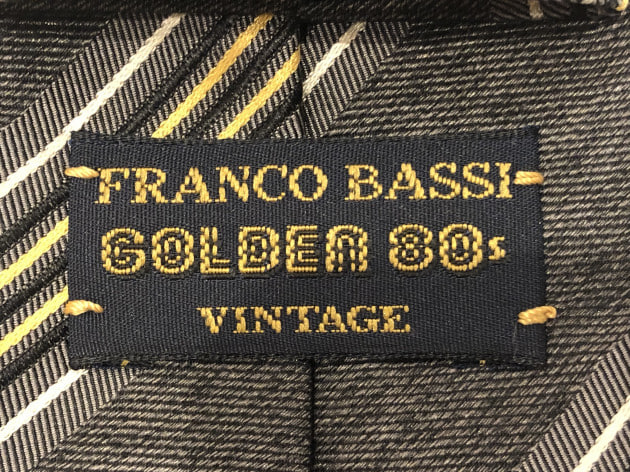 FRANCO BASSI
GOLDEN 80s
VINTAGE